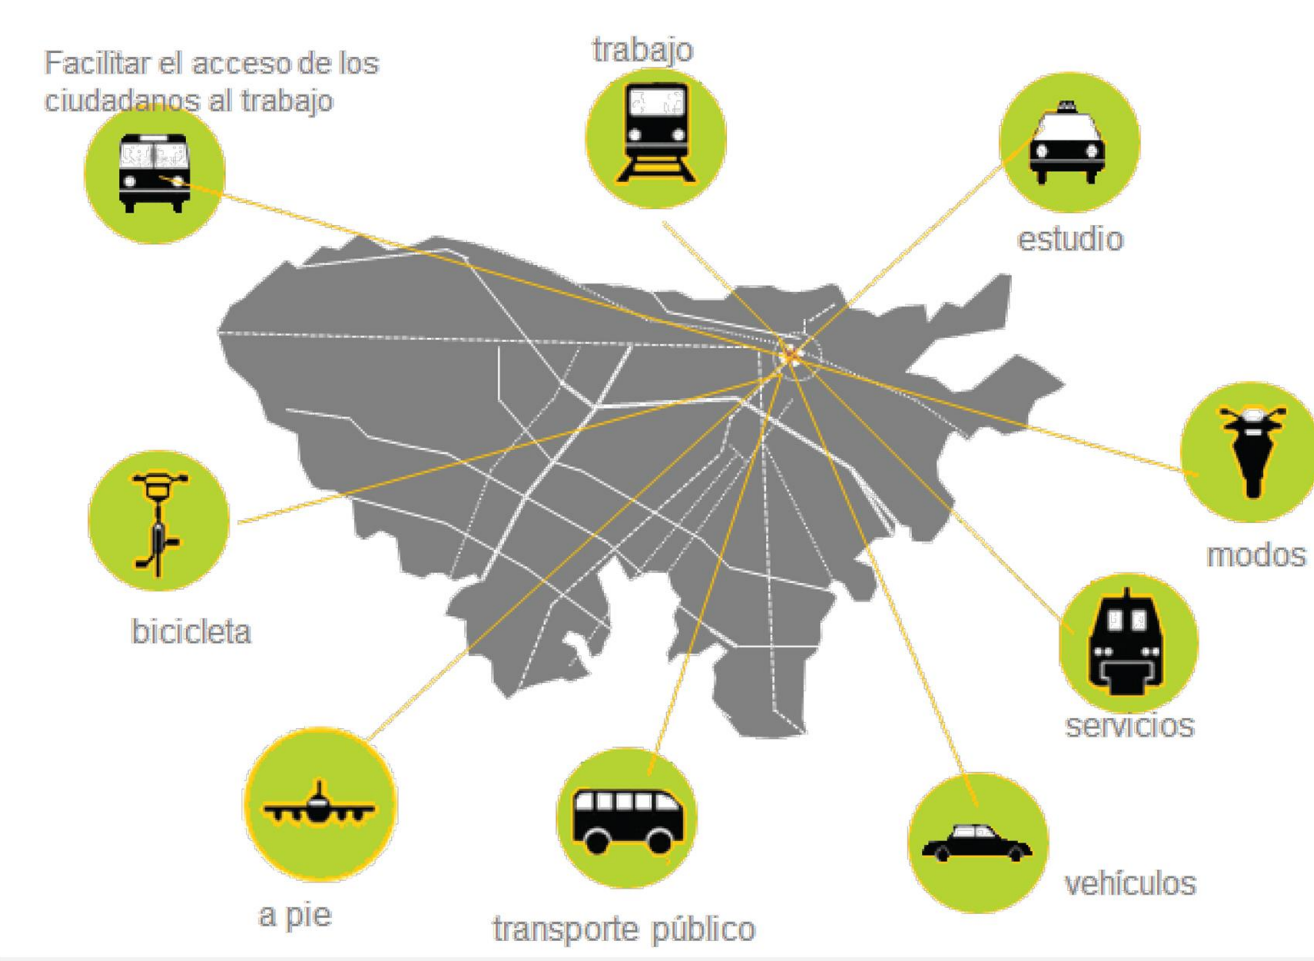 trabajo
Facilitar el acceso de los
ciudadanos al trabajo
estudio
modos
bicicleta
servicios
vehículos
a pie
transporte público